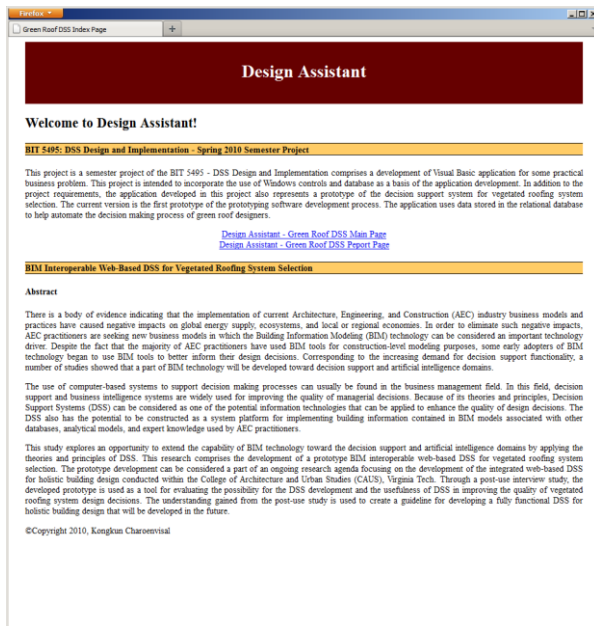 Firefox
Green Roof DSS Index Page
Design Assistant
Welcome to Design Assistant!
BIT 5495: DSS Design and Implementation - Spring 2010 Semester Project
This project is a semester project of the BIT 5495 - DSS Design and Implementation comprises a development of Visual Basic application for some practical
business problem. This project is intended to incorporate the use of Windows controls and database as a basis of the application development. In addition to the
project requirements, the application developed in this project also represents a prototype of the decision support system for vegetated roofing system
selection. The current version is the first prototype of the prototyping software development process. The application uses data stored in the relational database
to help automate the decision making process of green roof designers.
Design Assistant - Green Roof DSS Main Page
Design Assistant - Green Roof DSS Peport Page
BIM Interoperable Web-Based DSS for Vegetated Roofing System Selection
Abstract
There is a body of evidence indicating that the implementation of current Architecture, Engineering, and Construction (AEC) industry business models and
practices have caused negative impacts on global energy supply, ecosystems, and local or regional economies. In order to eliminate such negative impacts,
AEC practitioners are seeking new business models in which the Building Information Modeling (BIM) technology can be considered an important technology
driver. Despite the fact that the majority of AEC practitioners have used BIM tools for construction-level modeling purposes, some early adopters of BIM
technology began to use BIM tools to better inform their design decisions. Corresponding to the increasing demand for decision support functionality, a
number of studies showed that a part of BIM technology will be developed toward decision support and artificial intelligence domains.
The use of computer-based systems to support decision making processes can usually be found in the business management field. In this field, decision
support and business intelligence systems are widely used for improving the quality of managerial decisions. Because of its theories and principles, Decision
Support Systems (DSS) can be considered as one of the potential information technologies that can be applied to enhance the quality of design decisions. The
DSS also has the potential to be constructed as a system platform for implementing building information contained in BIM models associated with other
databases, analytical models, and expert knowledge used by AEC practitioners.
This study explores an opportunity to extend the capability of BIM technology toward the decision support and artificial intelligence domains by applying the
theories and principles of DSS. This research comprises the development of a prototype BIM interoperable web-based DSS for vegetated roofing system
selection. The prototype development can be considered a part of an ongoing research agenda focusing on the development of the integrated web-based DSS
for holistic building design conducted within the College of Architecture and Urban Studies (CAUS), Virginia Tech. Through a post-use interview study, the
developed prototype is used as a tool for evaluating the possibility for the DSS development and the usefulness of DSS in improving the quality of vegetated
roofing system design decisions. The understanding gained from the post-use study is used to create a guideline for developing a fully functional DSS for
holistic building design that will be developed in the future.
©Copyright 2010, Kongkun Charoenvisal